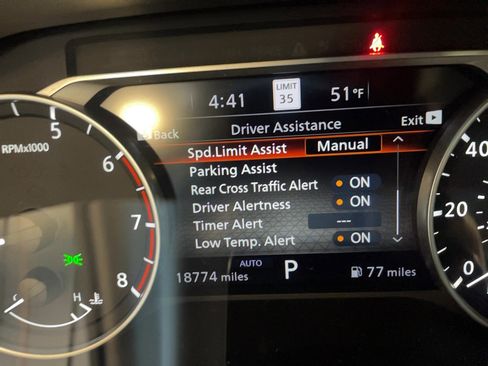 4:41 LIMIT 35 51°F
Back Exit
Driver Assistance
Spd.Limit Assist Manual
Parking Assist
Rear Cross Traffic Alert ON
Driver Alertness ON
Timer Alert ---
Low Temp. Alert ON
18774 miles AUTO P 77 miles
RPMx1000
5
6
7
8
C H
40
20
0